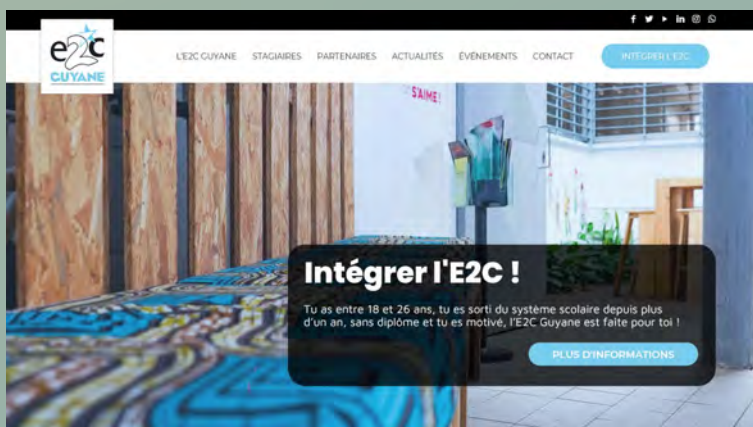 e2c
GUYANE
L'E2C GUYANE STAGIAIRES PARTENAIRES ACTUALITÉS ÉVÉNEMENTS CONTACT INTÉGRER L'E2C
S'AIME !
Intégrer l'E2C !
Tu as entre 18 et 26 ans, tu es sorti du système scolaire depuis plus
d'un an, sans diplôme et tu es motivé, l'E2C Guyane est faite pour toi !
PLUS D'INFORMATIONS